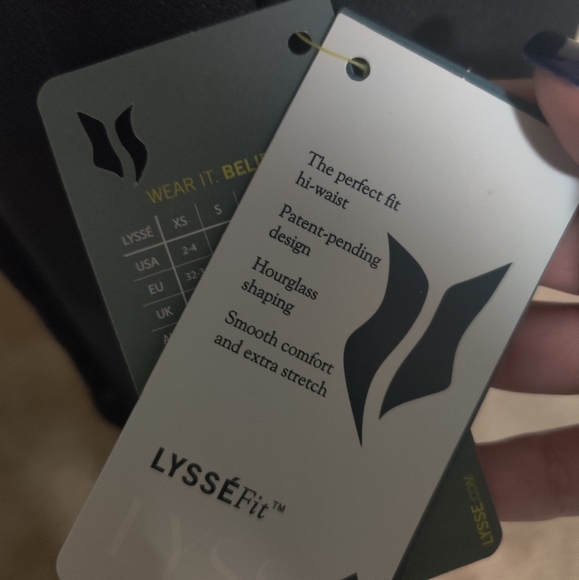 WEAR IT.
LYSSÉ XS S
USA 2-4
EU
UK
The perfect fit
hi-waist
Patent-pending
design
Hourglass
shaping
Smooth comfort
and extra stretch
LYSSÉFit™
LYSSE.COM